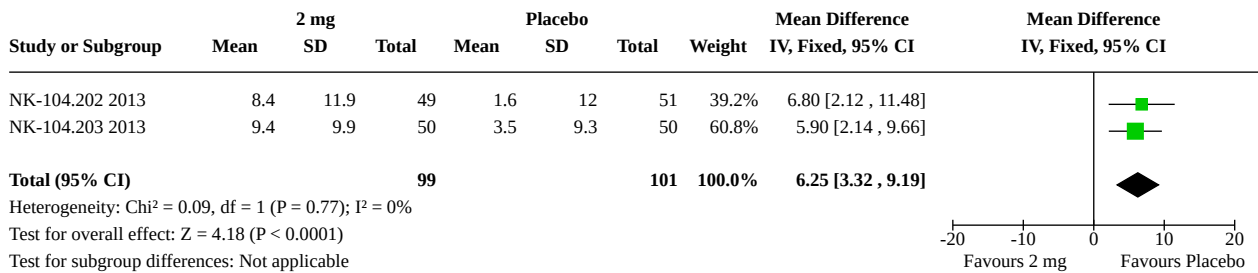 2 mg Placebo Mean Difference Mean Difference
Study or Subgroup Mean SD Total Mean SD Total Weight IV, Fixed, 95% CI IV, Fixed, 95% CI
NK-104.202 2013 8.4 11.9 49 1.6 12 51 39.2% 6.80 [2.12 , 11.48]
NK-104.203 2013 9.4 9.9 50 3.5 9.3 50 60.8% 5.90 [2.14 , 9.66]
Total (95% CI) 99 101 100.0% 6.25 [3.32 , 9.19]
Heterogeneity: Chi² = 0.09, df = 1 (P = 0.77); I² = 0%
Test for overall effect: Z = 4.18 (P < 0.0001)
-20 -10 0 10 20
Test for subgroup differences: Not applicable
Favours 2 mg Favours Placebo